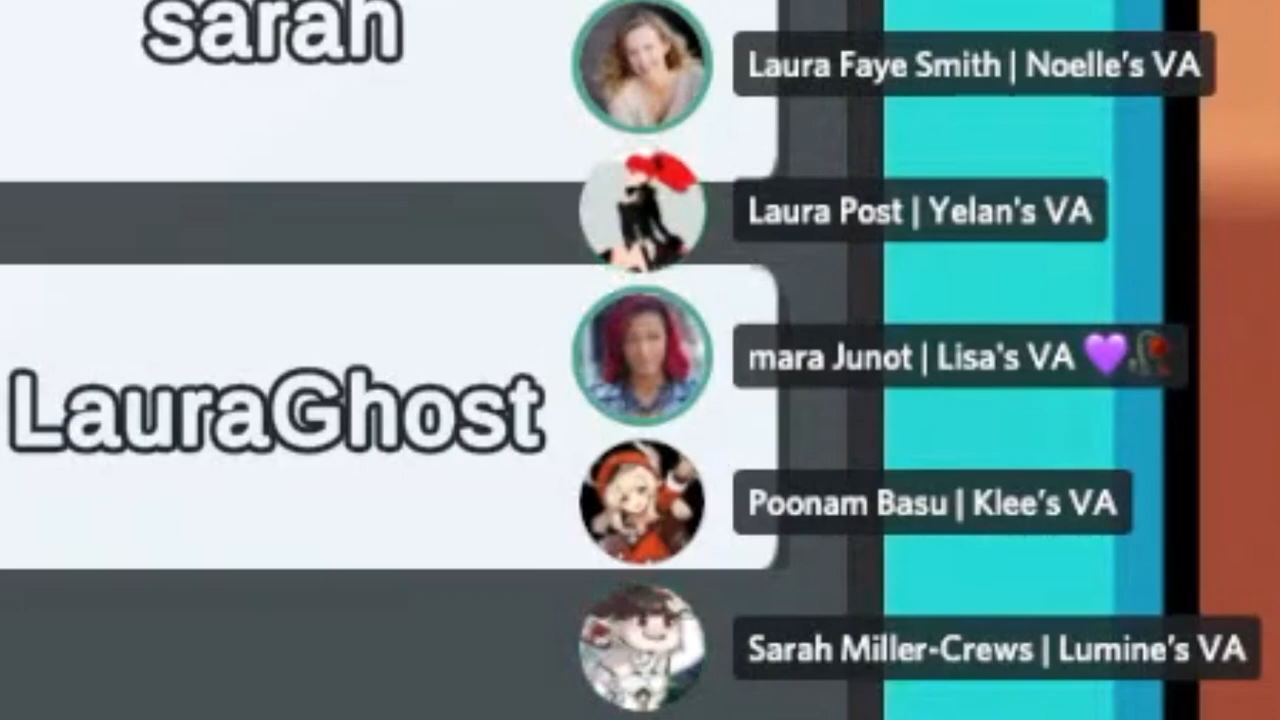 sarah
Laura Faye Smith | Noelle's VA
Laura Post | Yelan's VA
mara Junot | Lisa's VA 💜🥀
LauraGhost
Poonam Basu | Klee's VA
Sarah Miller-Crews | Lumine's VA